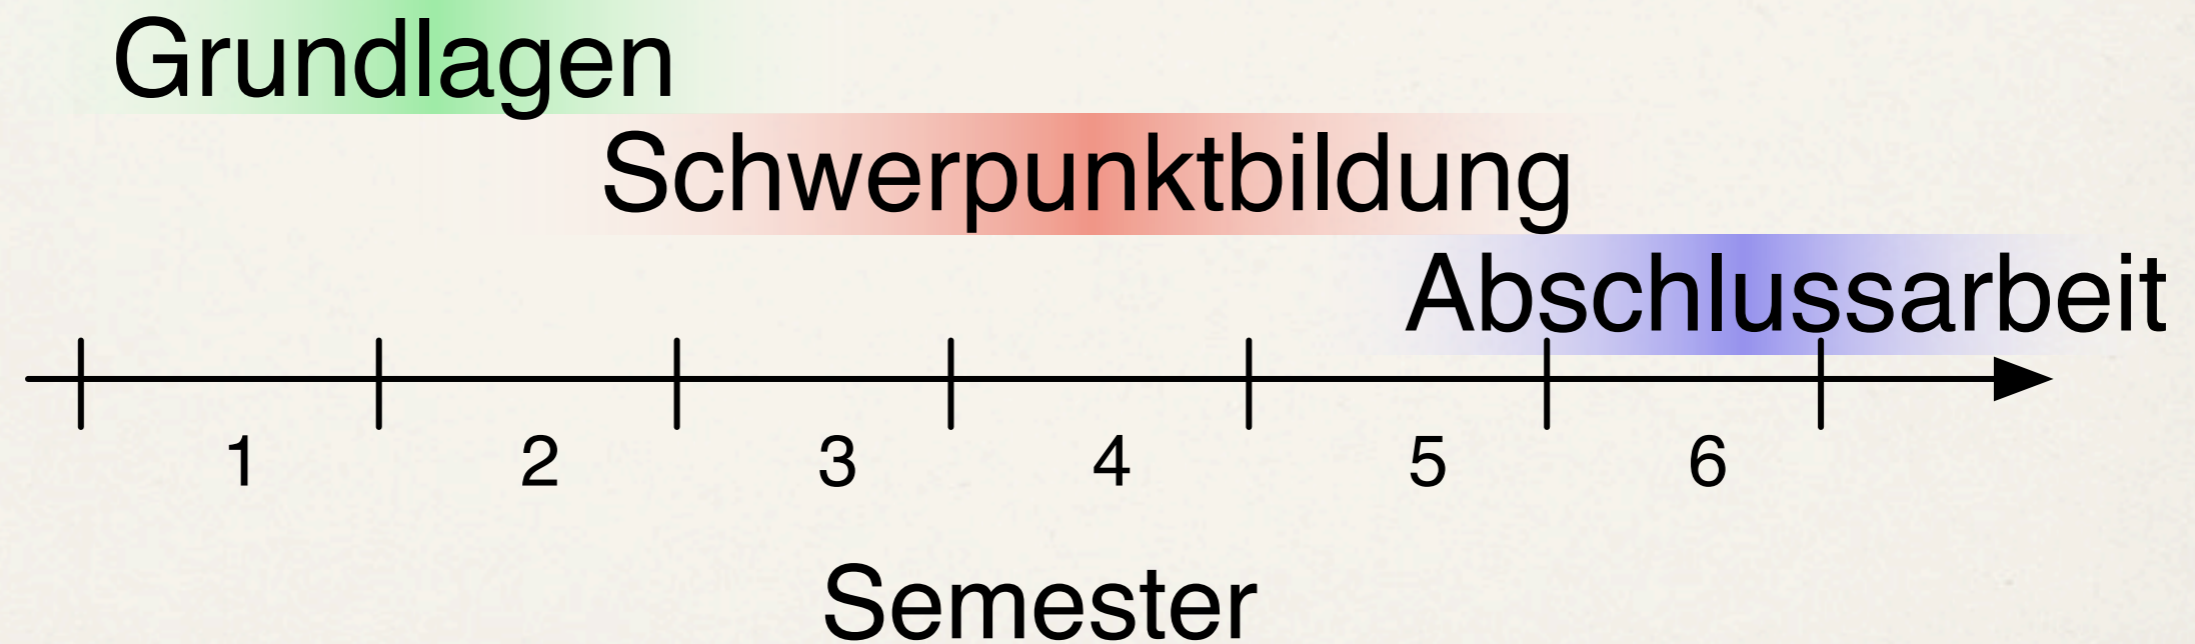 Grundlagen
Schwerpunktbildung
Abschlussarbeit
1 2 3 4 5 6
Semester